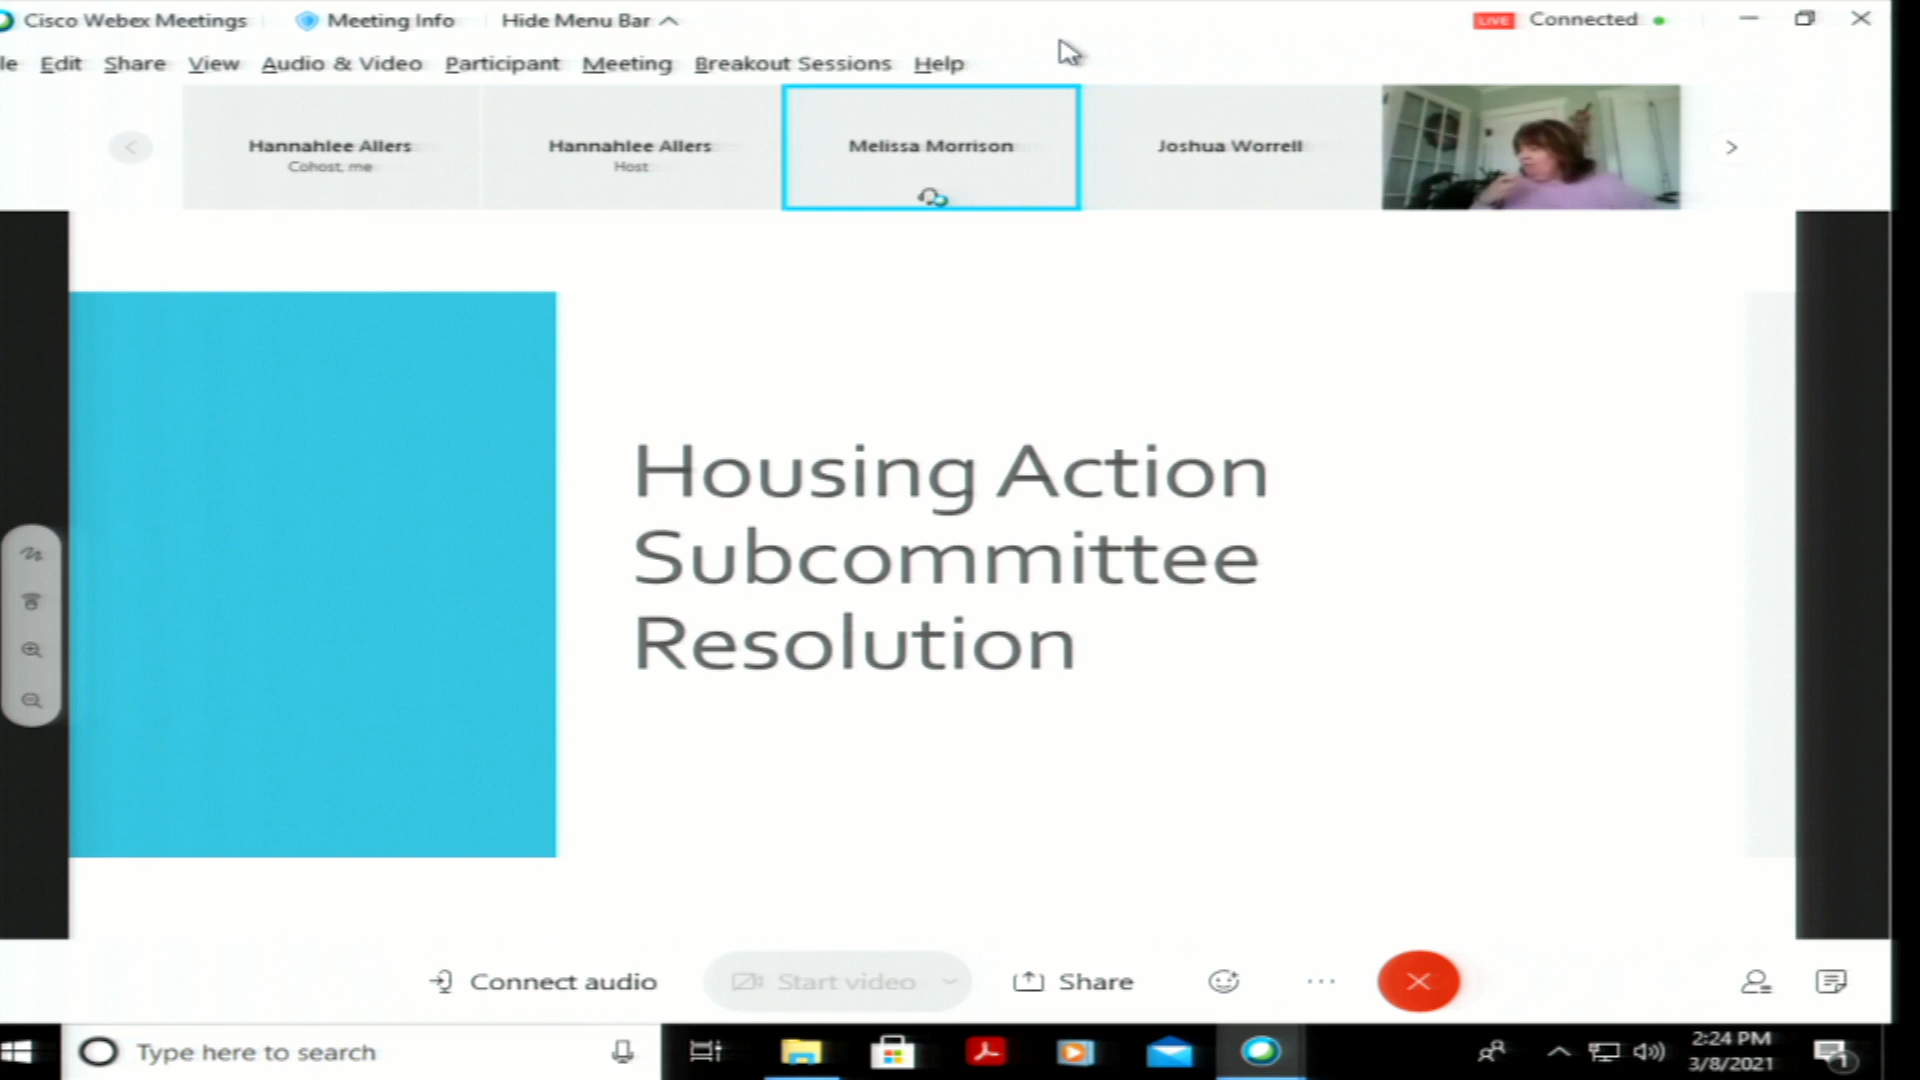 Cisco Webex Meetings
Meeting Info
Hide Menu Bar
LIVE
Connected
le
Edit
Share
View
Audio & Video
Participant
Meeting
Breakout Sessions
Help
Hannahlee Allers
Cohost, me
Hannahlee Allers
Host
Melissa Morrison
Joshua Worrell
Housing Action
Subcommittee
Resolution
Connect audio
Start video
Share
Type here to search
2:24 PM
3/8/2021
1